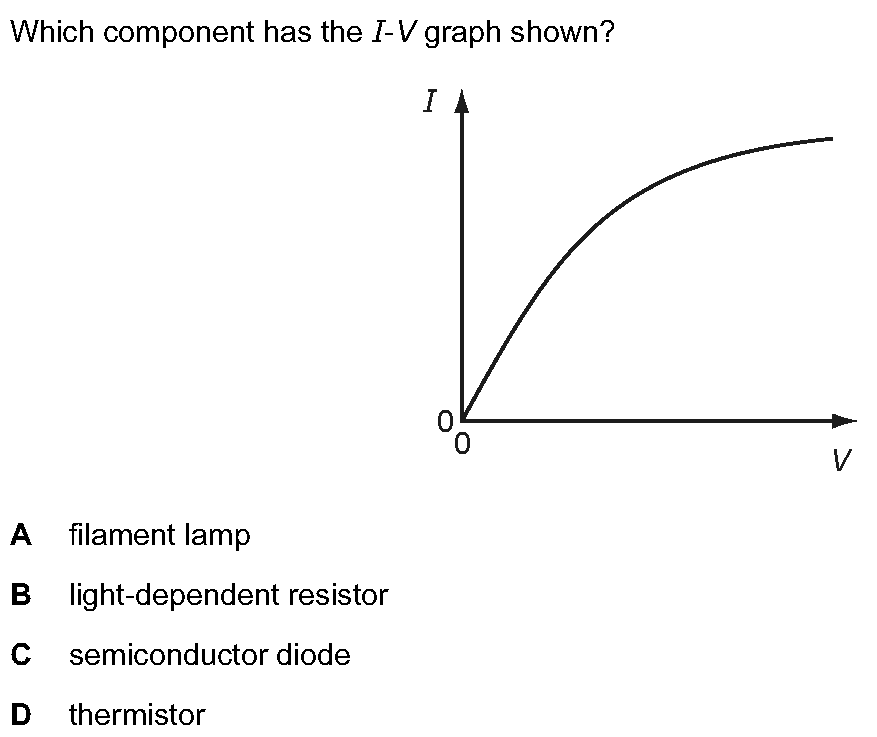 Which component has the I-V graph shown?
I
0
0
V
A filament lamp
B light-dependent resistor
C semiconductor diode
D thermistor